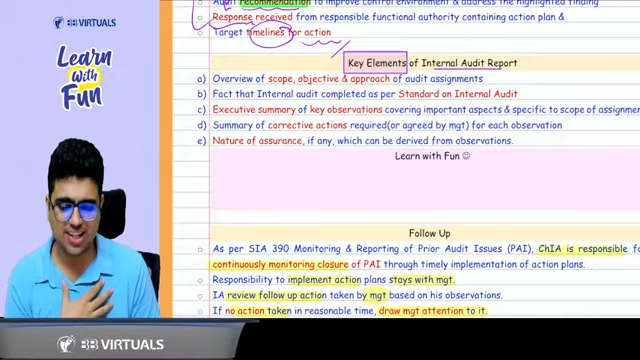 BB VIRTUALS
Learn
With
Fun
Audit recommendation to improve control environment & address the highlighted finding
Response received from responsible functional authority containing action plan &
Target timelines for action
Key Elements of Internal Audit Report
a) Overview of scope, objective & approach of audit assignments
b) Fact that Internal audit completed as per Standard on Internal Audit
c) Executive summary of key observations covering important aspects & specific to scope of assignmen
d) Summary of corrective actions required(or agreed by mgt) for each observation
e) Nature of assurance, if any, which can be derived from observations.
Learn with Fun ☺
Follow Up
As per SIA 390 Monitoring & Reporting of Prior Audit Issues (PAI), ChIA is responsible fo
continuously monitoring closure of PAI through timely implementation of action plans.
Responsibility to implement action plans stays with mgt.
IA review follow up action taken by mgt based on his observations.
If no action taken in reasonable time, draw mgt attention to it.
BB VIRTUALS